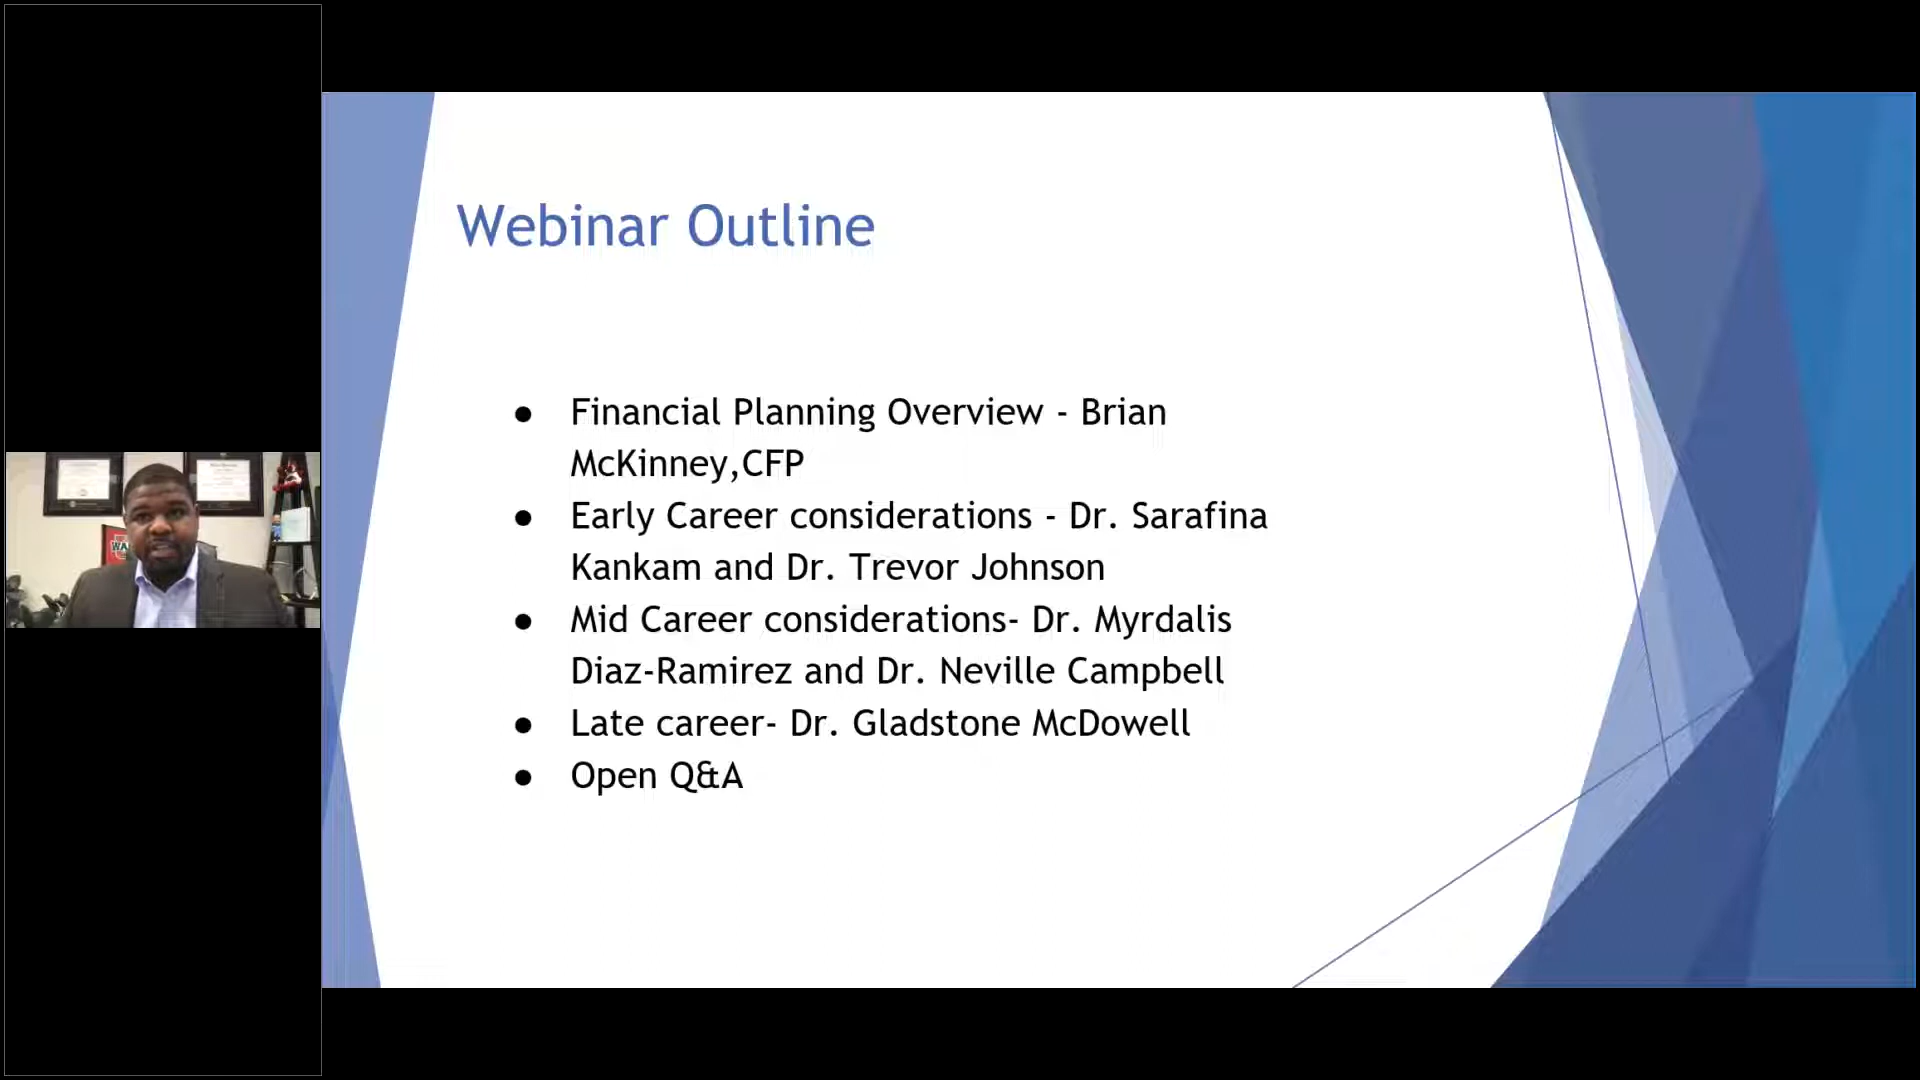 Webinar Outline
● Financial Planning Overview - Brian
McKinney,CFP
● Early Career considerations - Dr. Sarafina
Kankam and Dr. Trevor Johnson
● Mid Career considerations- Dr. Myrdalis
Diaz-Ramirez and Dr. Neville Campbell
● Late career- Dr. Gladstone McDowell
● Open Q&A